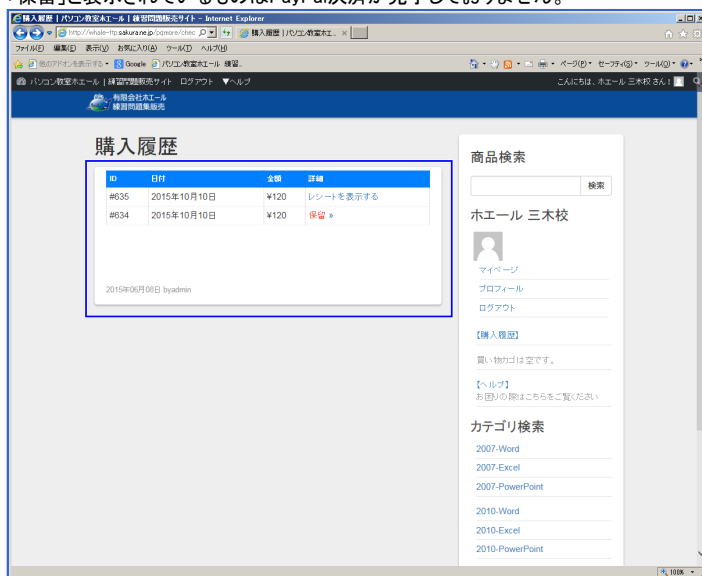 「保留」と表示されているものはPayPal決済が完了しておりません。
購入履歴 | パソコン教室ホエール | 練習問題販売サイト - Internet Explorer
購入履歴 | パソコン教室ホエ...
ファイル(F) 編集(E) 表示(V) お気に入り(A) ツール(T) ヘルプ(H)
他のアドオンを表示する
Google
パソコン教室ホエール 練習...
ページ(P) セーフティ(S) ツール(O)
パソコン教室ホエール | 練習問題販売サイト ログアウト ▼ヘルプ
こんにちは、ホエール 三木校 さん!
有限会社ホエール
練習問題集販売
購入履歴
ID 日付 金額 詳細
#635 2015年10月10日 ¥120 レシートを表示する
#634 2015年10月10日 ¥120 保留 »
2015年06月08日 byadmin
商品検索
検索
ホエール 三木校
マイページ
プロフィール
ログアウト
【購入履歴】
買い物カゴは空です。
【ヘルプ】
お困りの際はこちらをご覧ください
カテゴリ検索
2007-Word
2007-Excel
2007-PowerPoint
2010-Word
2010-Excel
2010-PowerPoint
100%